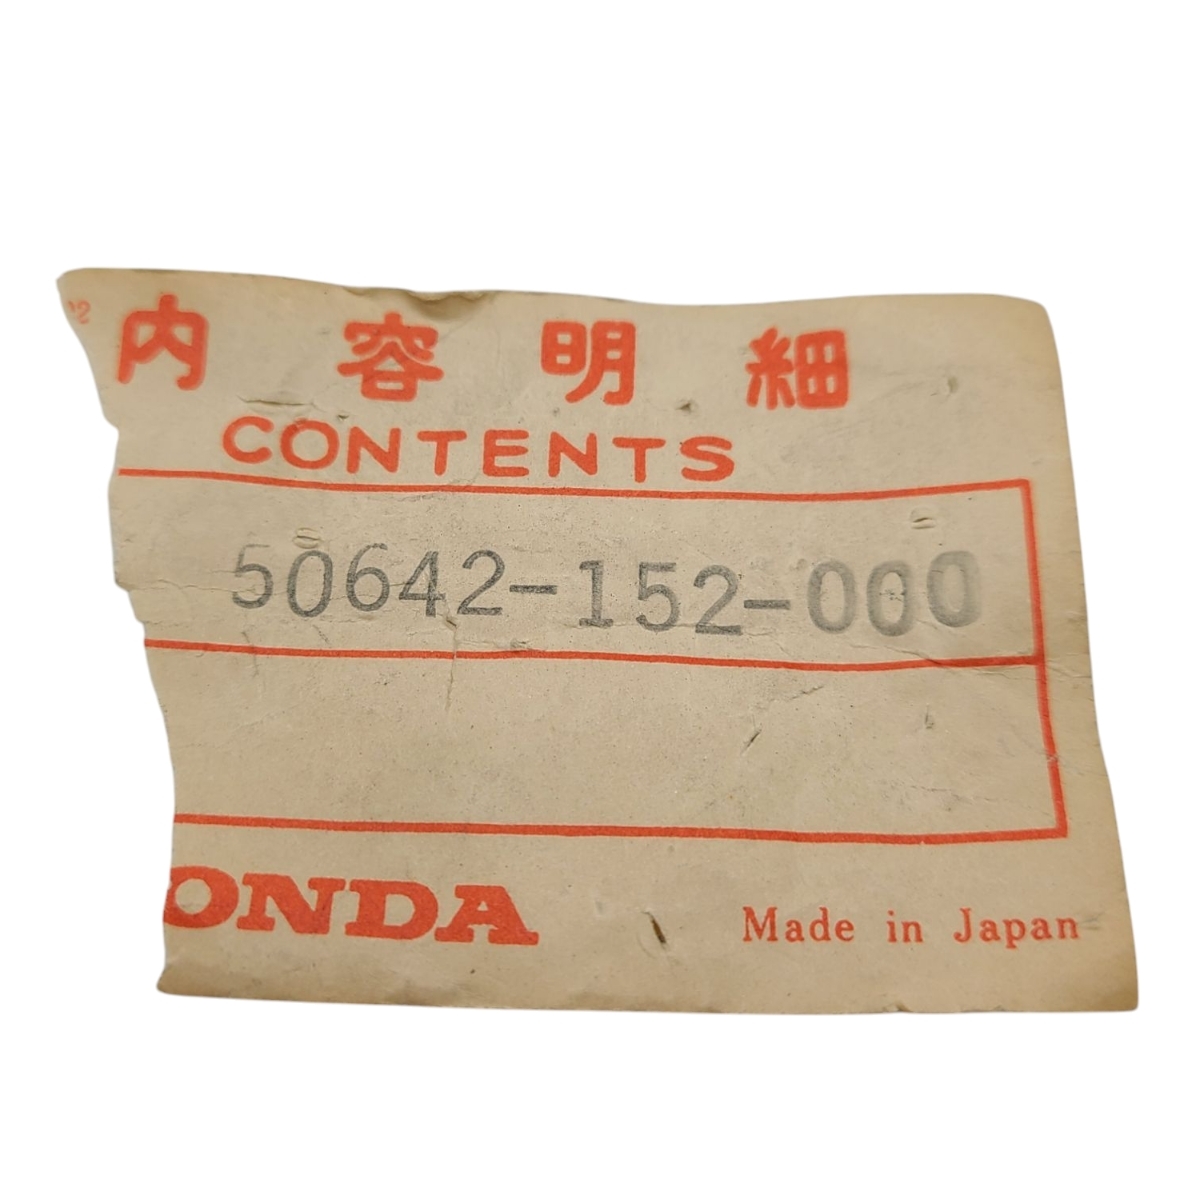 内容明細
CONTENTS
50642-152-000
ONDA
Made in Japan